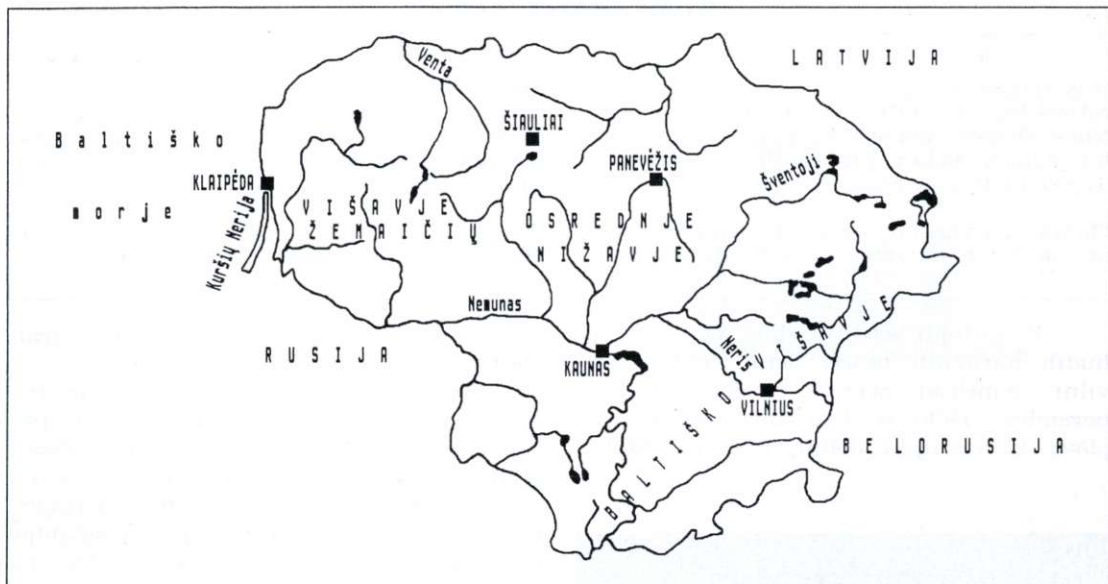 LATVIJA
Venta
Baltiško
ŠIAULIAI
PANEVĖŽIS
Šventoji
KLAIPĖDA
morje
VIŠAVJE
ŽEMAIČIŲ
OSREDNJE
NIŽAVJE
Kuršių Nerija
Nemunas
RUSIJA
KAUNAS
Neris
VILNIUS
BALTIŠKO VIŠAVJE
BELORUSIJA